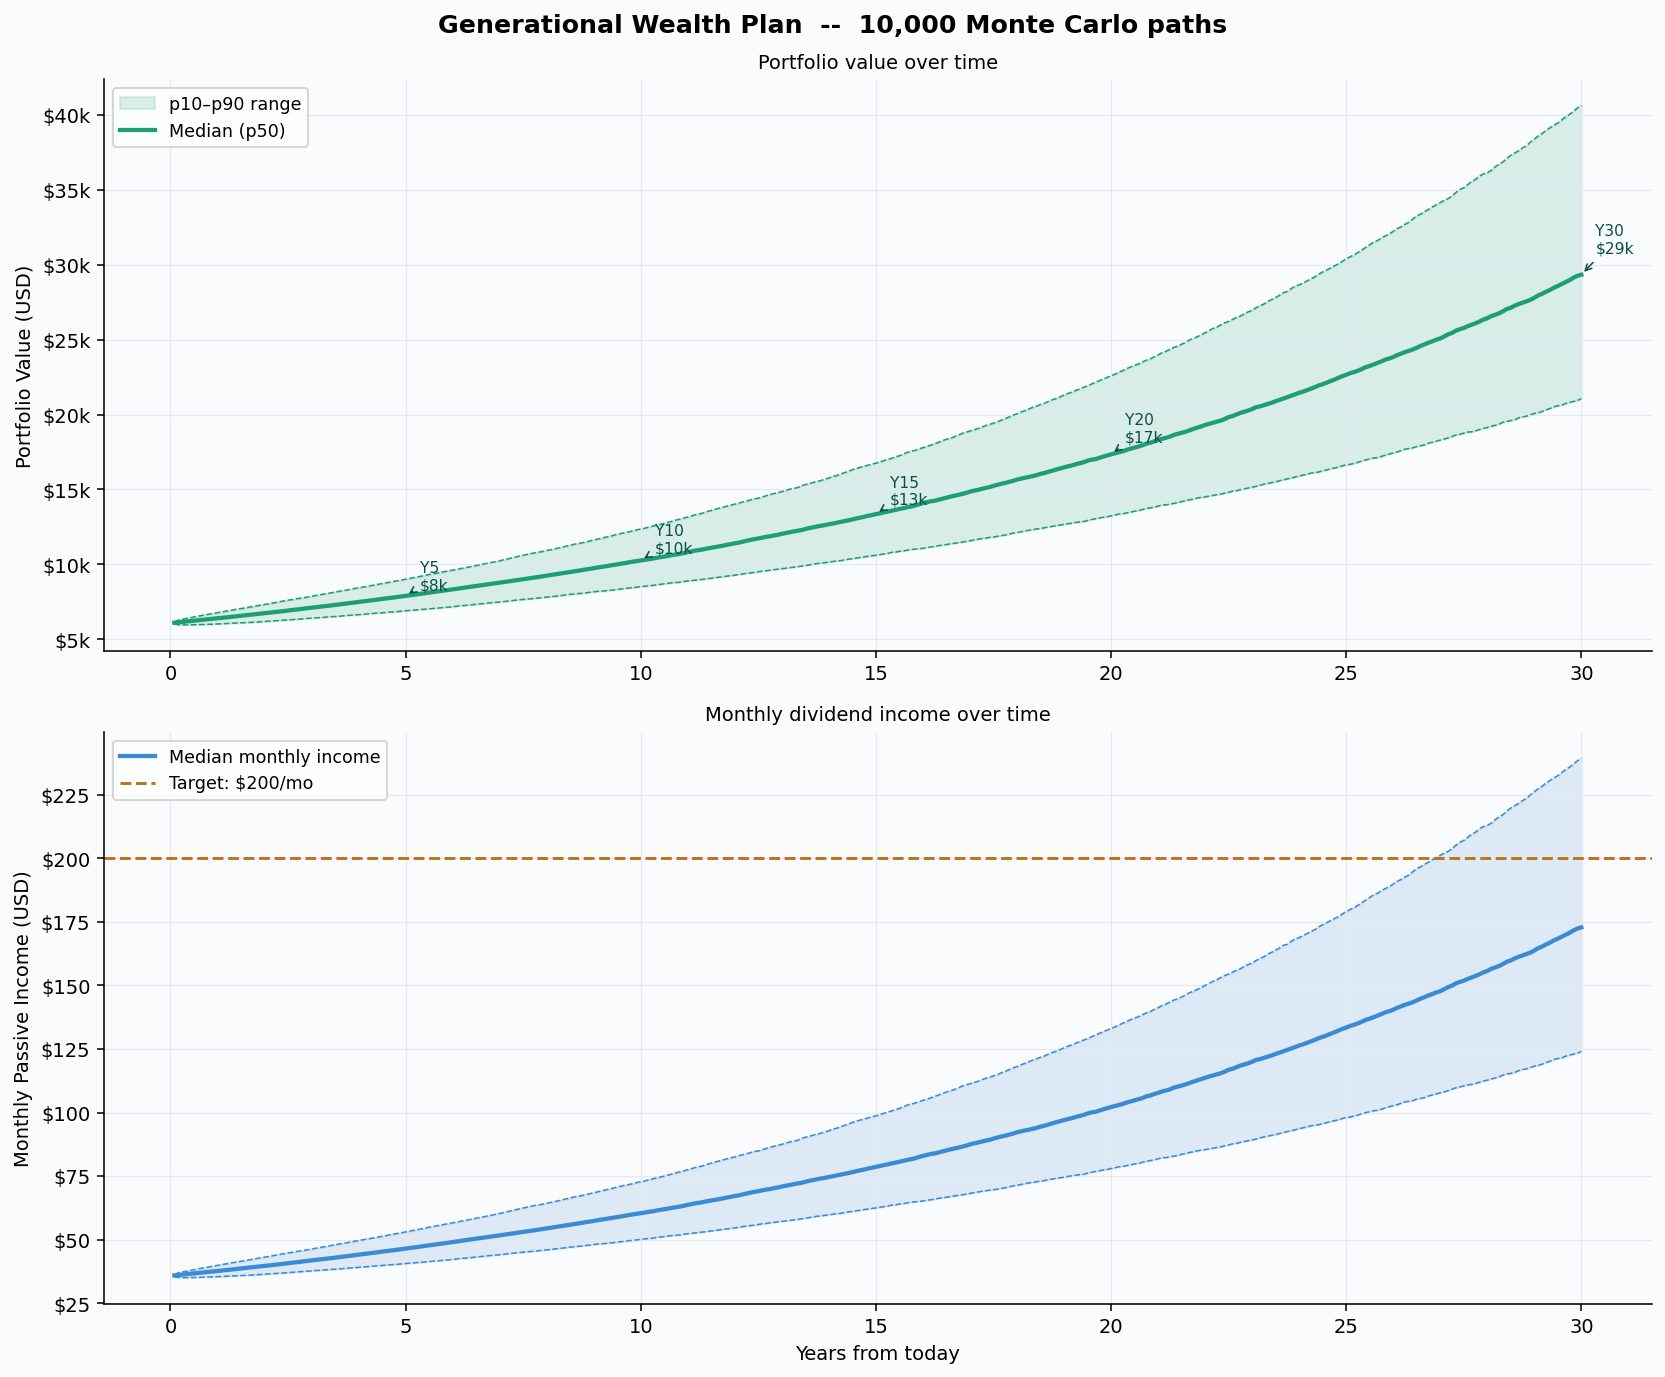 Generational Wealth Plan  --  10,000 Monte Carlo paths
Portfolio value over time
p10–p90 range
Median (p50)
Portfolio Value (USD)
$40k
$35k
$30k
$25k
$20k
$15k
$10k
$5k
Y5
$8k
Y10
$10k
Y15
$13k
Y20
$17k
Y30
$29k
0
5
10
15
20
25
30
Monthly dividend income over time
Median monthly income
Target: $200/mo
Monthly Passive Income (USD)
$225
$200
$175
$150
$125
$100
$75
$50
$25
0
5
10
15
20
25
30
Years from today